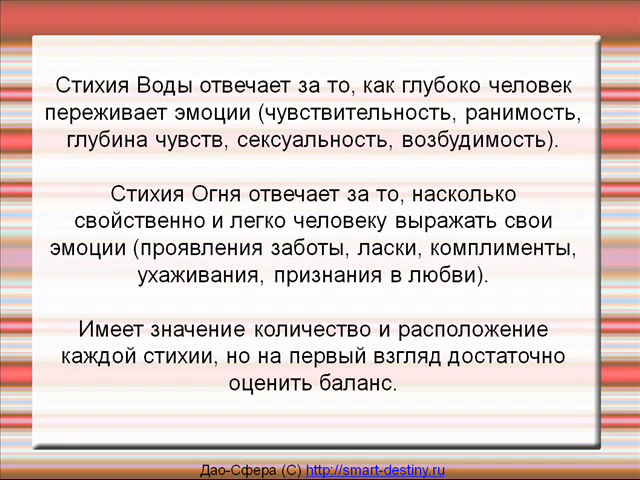 Стихия Воды отвечает за то, как глубоко человек
переживает эмоции (чувствительность, ранимость,
глубина чувств, сексуальность, возбудимость).
Стихия Огня отвечает за то, насколько
свойственно и легко человеку выражать свои
эмоции (проявления заботы, ласки, комплименты,
ухаживания, признания в любви).
Имеет значение количество и расположение
каждой стихии, но на первый взгляд достаточно
оценить баланс.
Дао-Сфера (C) http://smart-destiny.ru